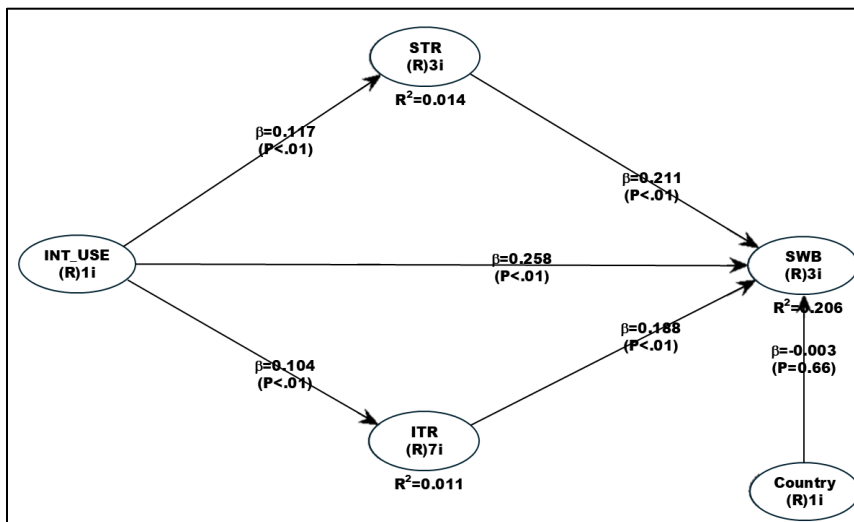 STR
(R)3i
R²=0.014
β=0.117
(P<.01)
β=0.211
(P<.01)
INT_USE
(R)1i
β=0.258
(P<.01)
SWB
(R)3i
R²=0.206
β=0.188
(P<.01)
β=0.104
(P<.01)
β=-0.003
(P=0.66)
ITR
(R)7i
R²=0.011
Country
(R)1i